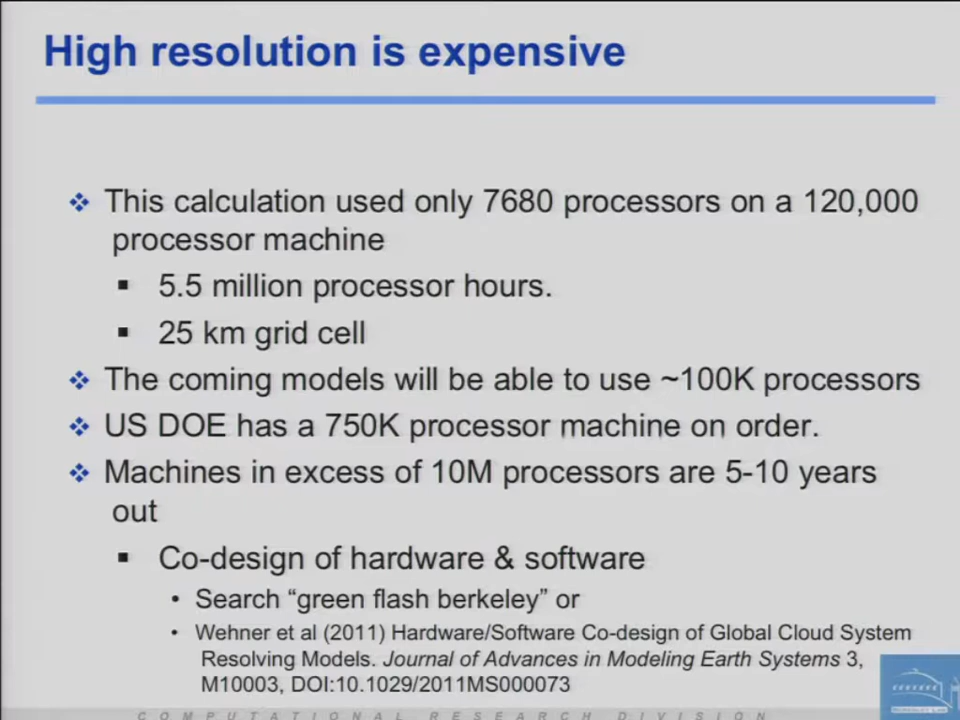 High resolution is expensive
❖ This calculation used only 7680 processors on a 120,000
processor machine
▪ 5.5 million processor hours.
▪ 25 km grid cell
❖ The coming models will be able to use ~100K processors
❖ US DOE has a 750K processor machine on order.
❖ Machines in excess of 10M processors are 5-10 years
out
▪ Co-design of hardware & software
• Search “green flash berkeley” or
• Wehner et al (2011) Hardware/Software Co-design of Global Cloud System
Resolving Models. Journal of Advances in Modeling Earth Systems 3,
M10003, DOI:10.1029/2011MS000073
COMPUTATIONAL RESEARCH DIVISION